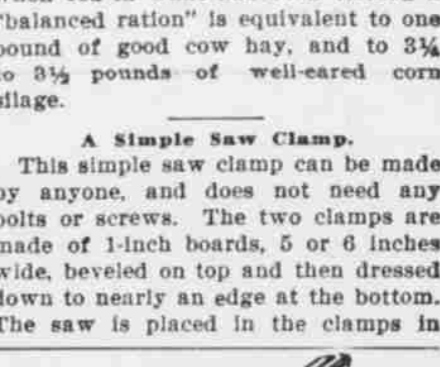 "balanced ration" is equivalent to one
pound of good cow hay, and to 3¼
to 3½ pounds of well-eared corn
silage.
A Simple Saw Clamp.
This simple saw clamp can be made
by anyone, and does not need any
bolts or screws. The two clamps are
made of 1-inch boards, 5 or 6 inches
wide, beveled on top and then dressed
down to nearly an edge at the bottom.
The saw is placed in the clamps in